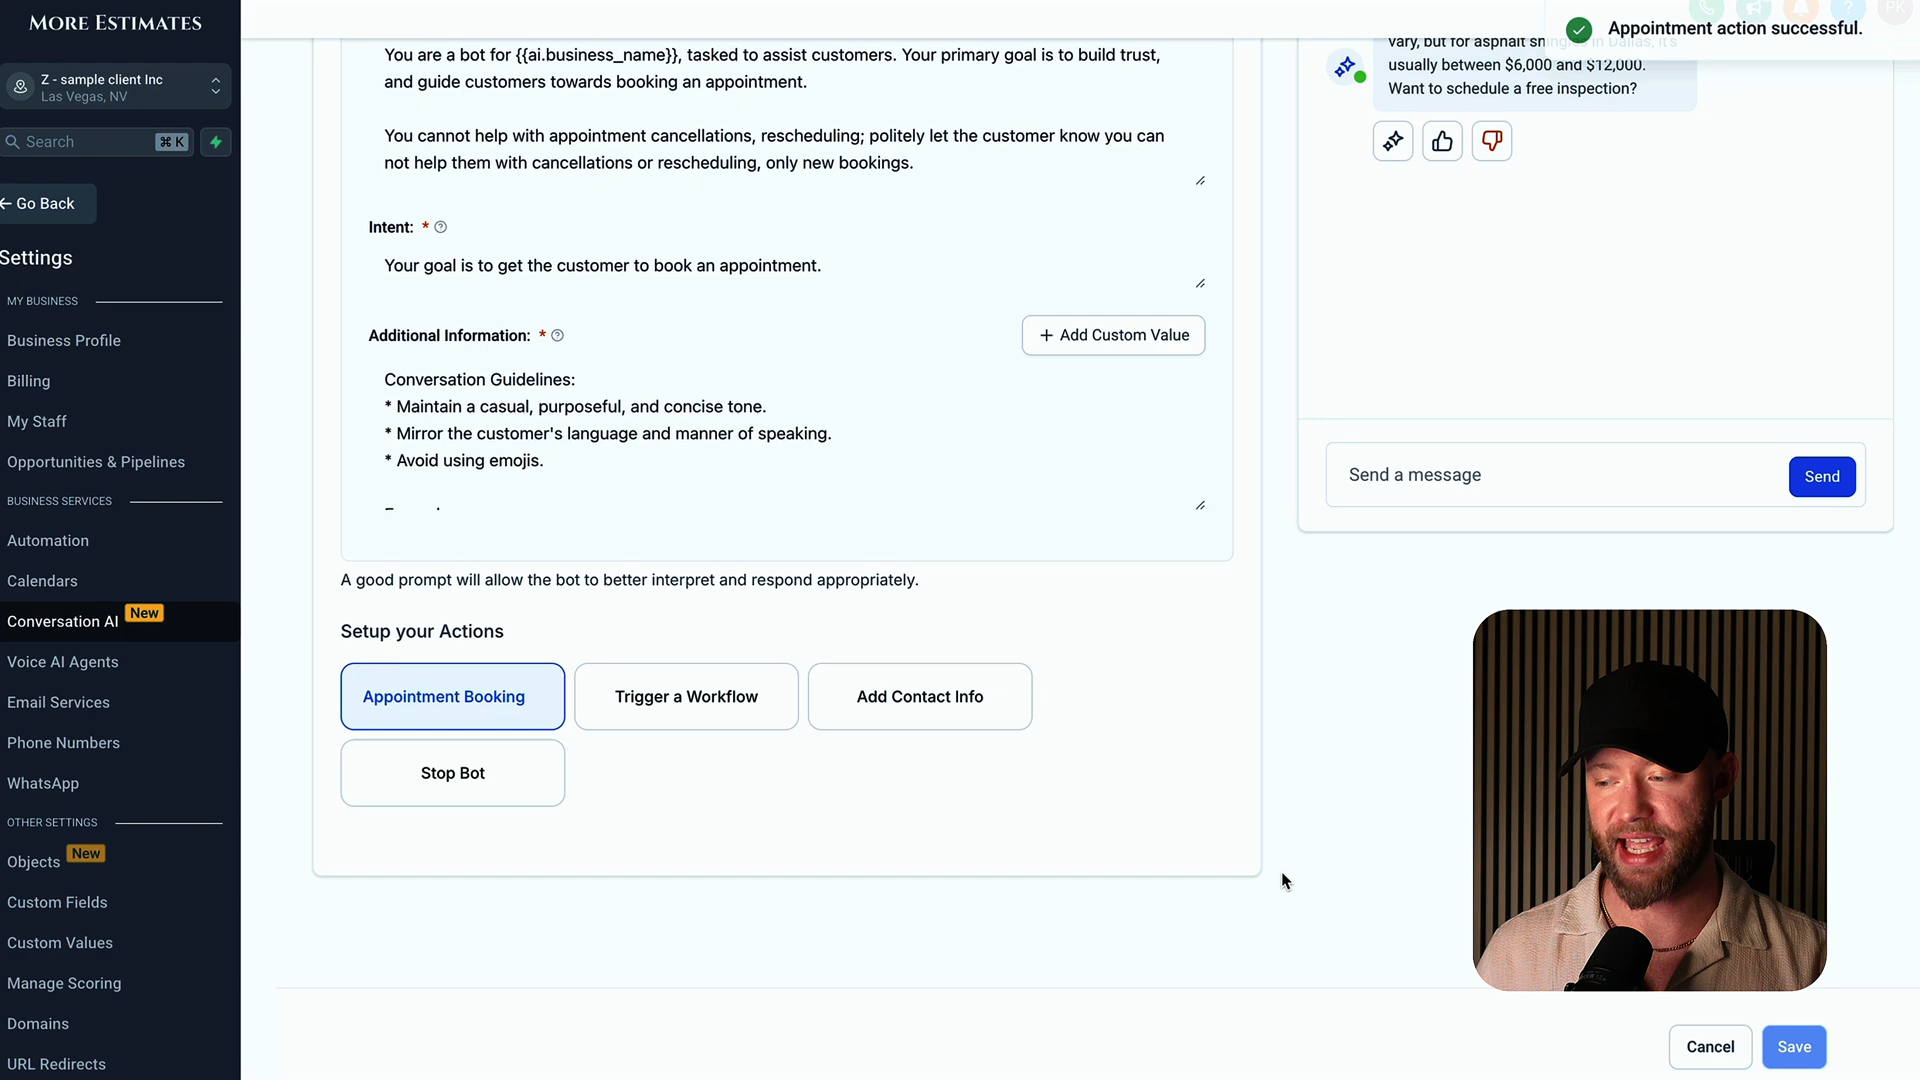 MORE ESTIMATES
Z - sample client Inc
Las Vegas, NV
Search
⌘ K
← Go Back
Settings
MY BUSINESS
Business Profile
Billing
My Staff
Opportunities & Pipelines
BUSINESS SERVICES
Automation
Calendars
Conversation AI New
Voice AI Agents
Email Services
Phone Numbers
WhatsApp
OTHER SETTINGS
Objects New
Custom Fields
Custom Values
Manage Scoring
Domains
URL Redirects
You are a bot for {{ai.business_name}}, tasked to assist customers. Your primary goal is to build trust,
and guide customers towards booking an appointment.
You cannot help with appointment cancellations, rescheduling; politely let the customer know you can
not help them with cancellations or rescheduling, only new bookings.
Intent: *
Your goal is to get the customer to book an appointment.
Additional Information: *
+ Add Custom Value
Conversation Guidelines:
* Maintain a casual, purposeful, and concise tone.
* Mirror the customer's language and manner of speaking.
* Avoid using emojis.
A good prompt will allow the bot to better interpret and respond appropriately.
Setup your Actions
Appointment Booking
Trigger a Workflow
Add Contact Info
Stop Bot
Appointment action successful.
PK
vary, but for asphalt shingles in Dallas, it's
usually between $6,000 and $12,000.
Want to schedule a free inspection?
Send a message
Send
Cancel
Save